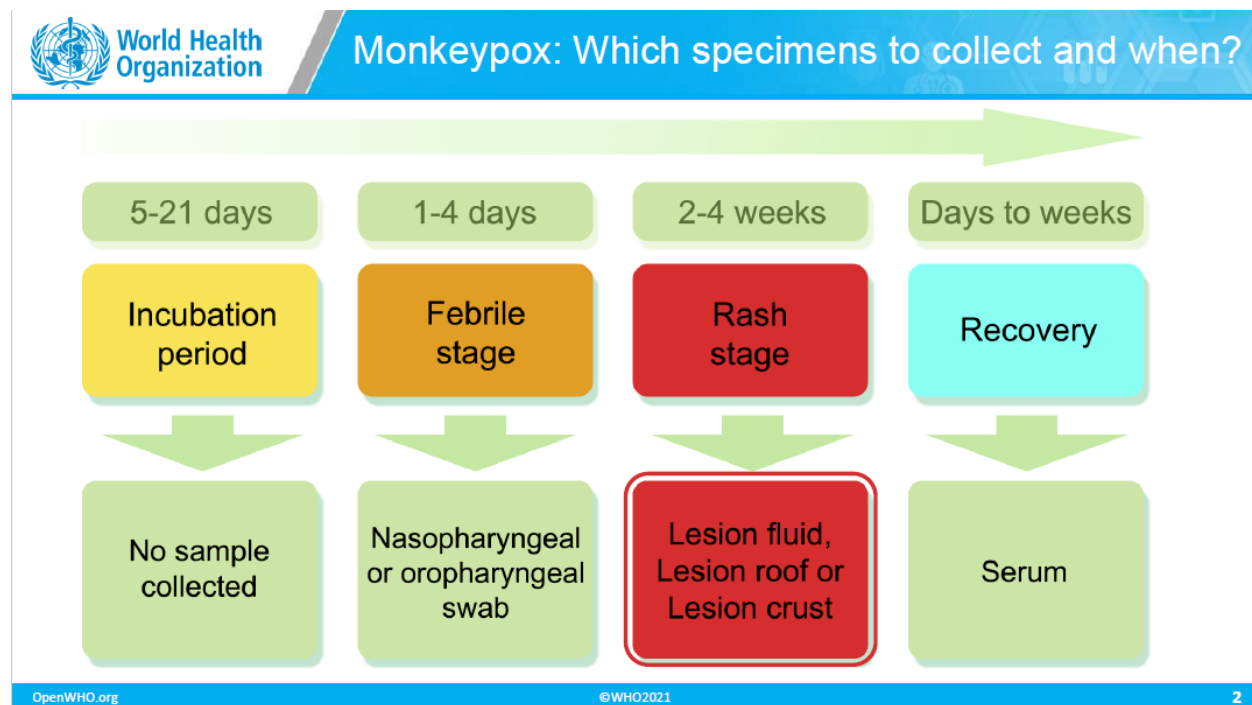 World Health
Organization
Monkeypox: Which specimens to collect and when?
5-21 days
1-4 days
2-4 weeks
Days to weeks
Incubation
period
Febrile
stage
Rash
stage
Recovery
No sample
collected
Nasopharyngeal
or oropharyngeal
swab
Lesion fluid,
Lesion roof or
Lesion crust
Serum
OpenWHO.org
©WHO2021
2